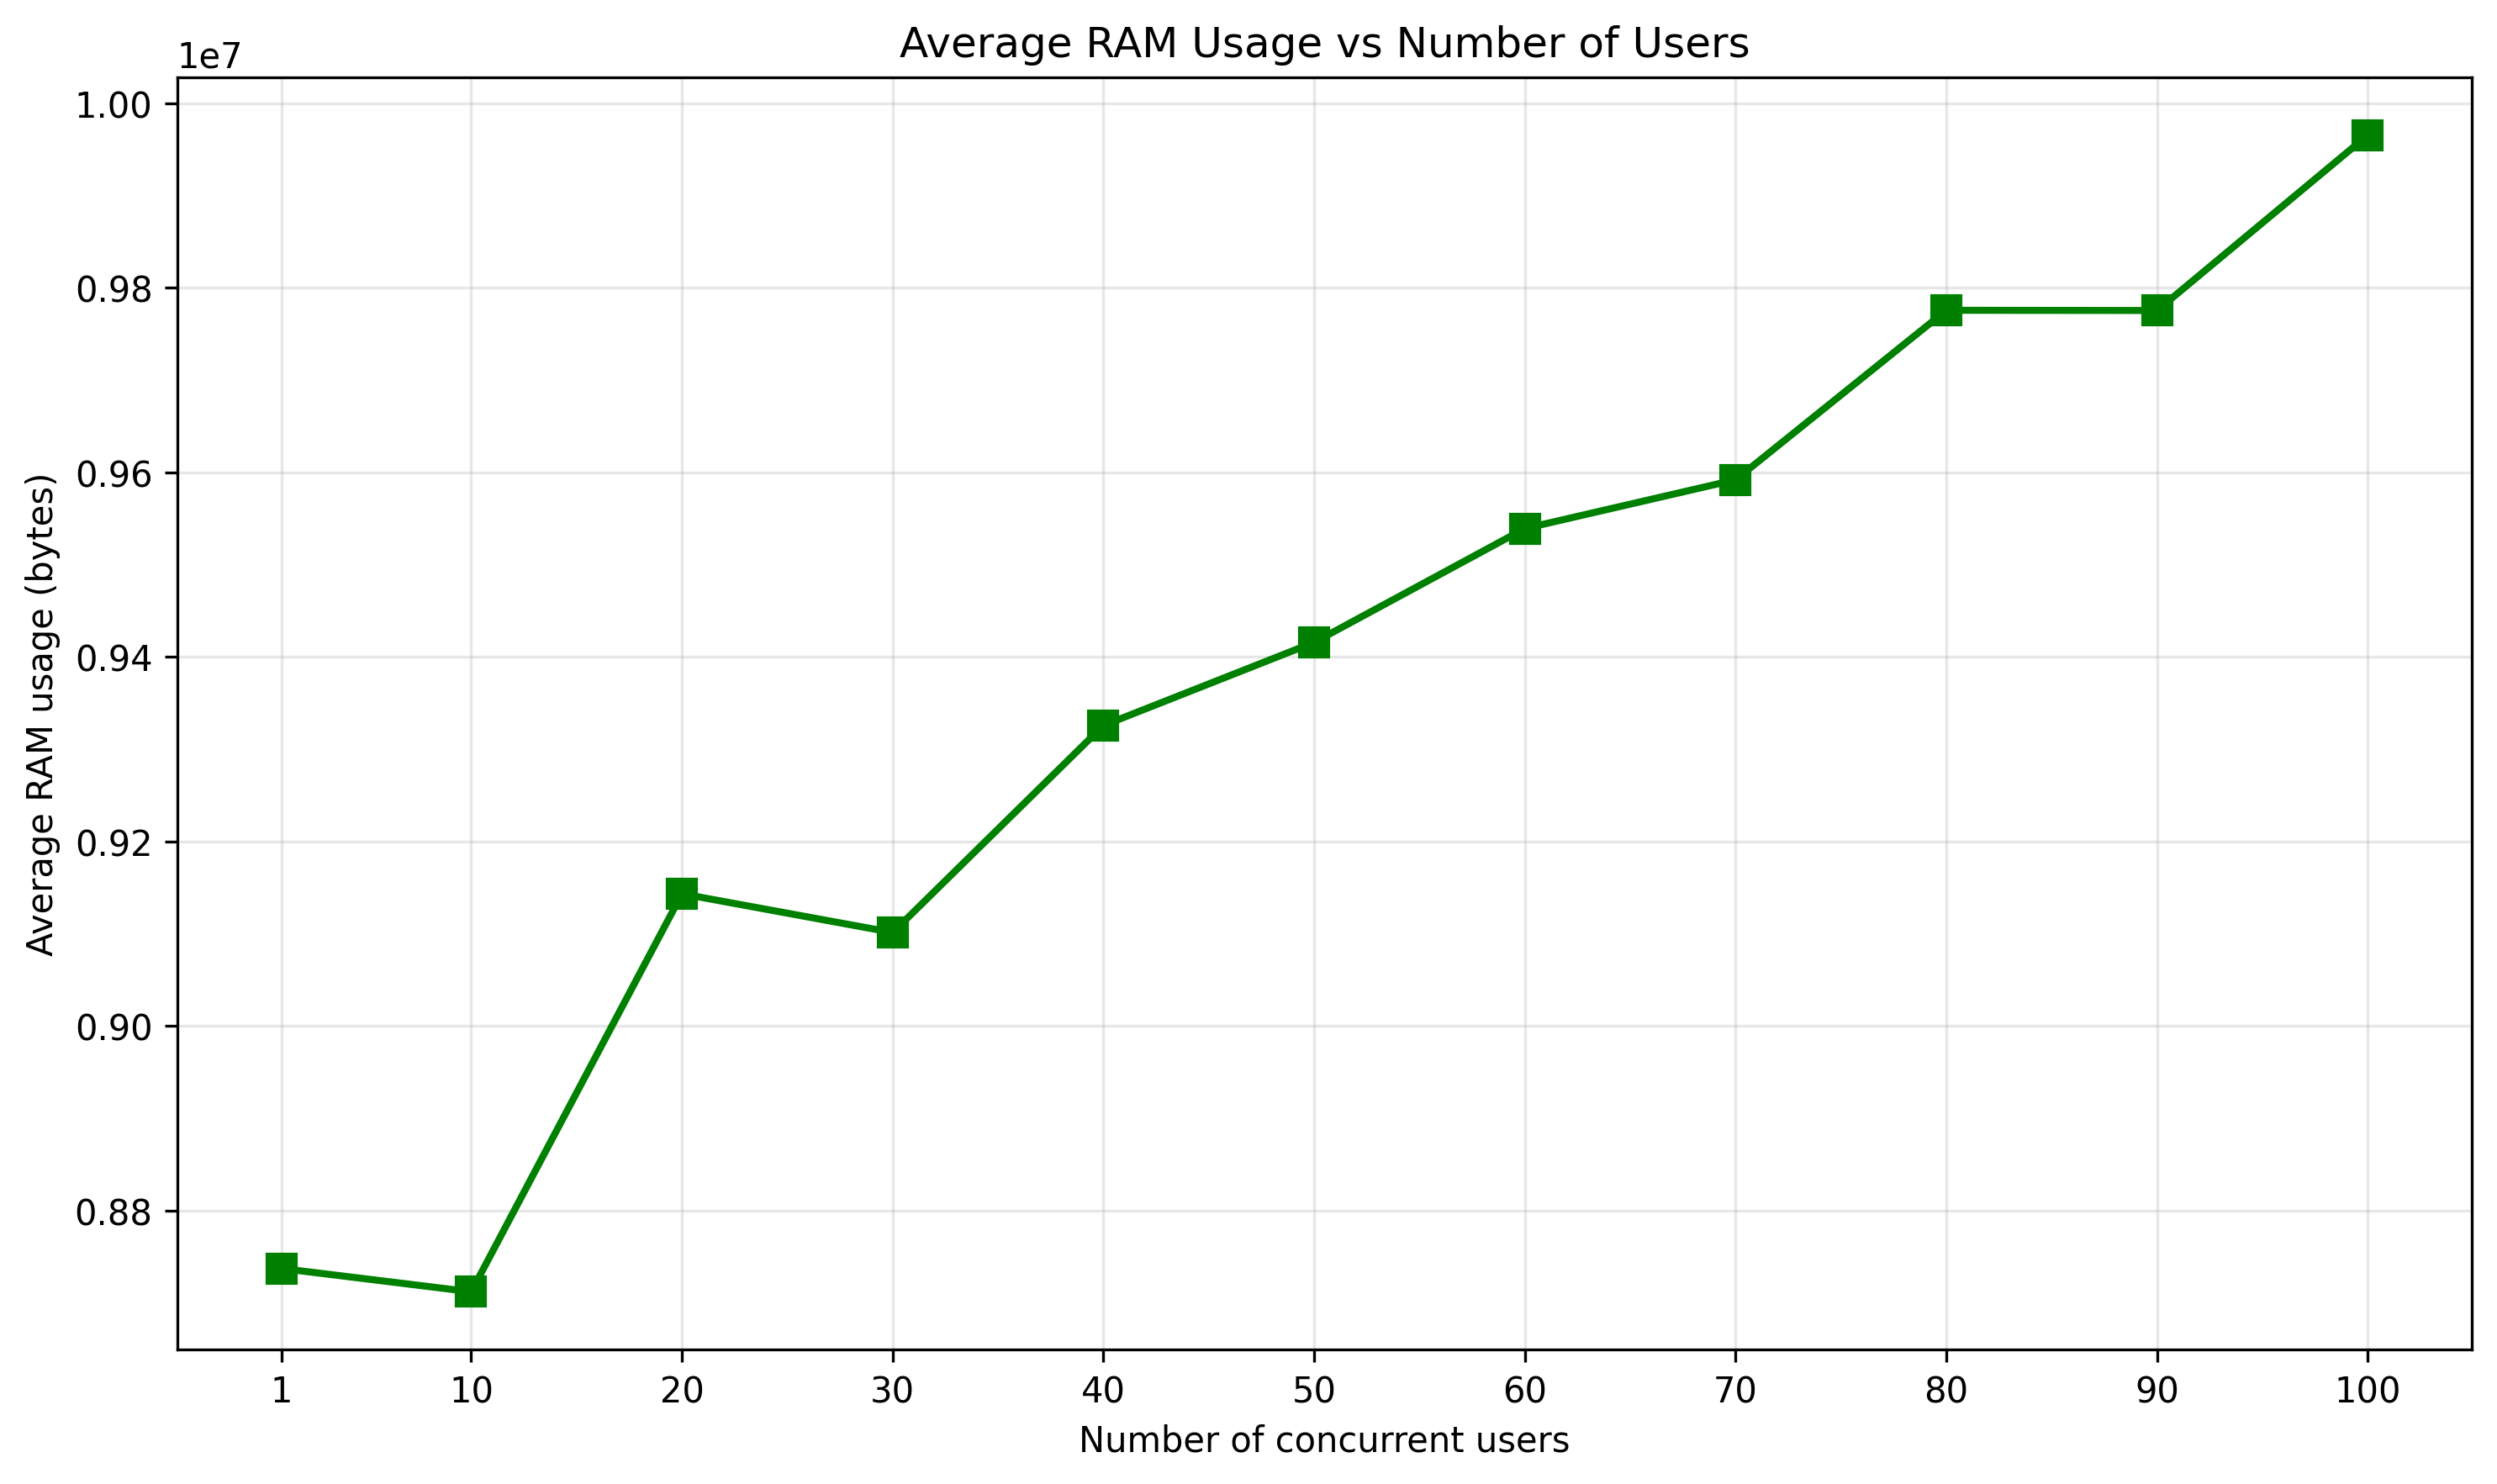 Average RAM Usage vs Number of Users
1e7
1.00
0.98
0.96
0.94
0.92
0.90
0.88
Average RAM usage (bytes)
1 10 20 30 40 50 60 70 80 90 100
Number of concurrent users